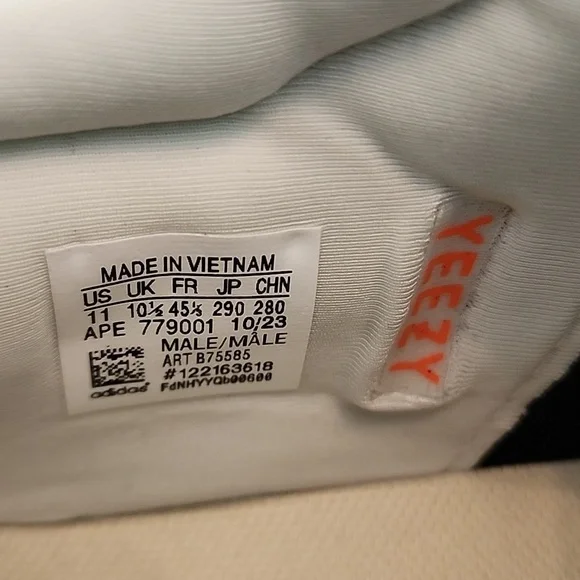 MADE IN VIETNAM
US UK FR JP CHN
11 10½ 45⅓ 290 280
APE 779001 10/23
MALE/MÂLE
ART B75585
#122163618
FdNHYYQb00600
adidas
YEEZY